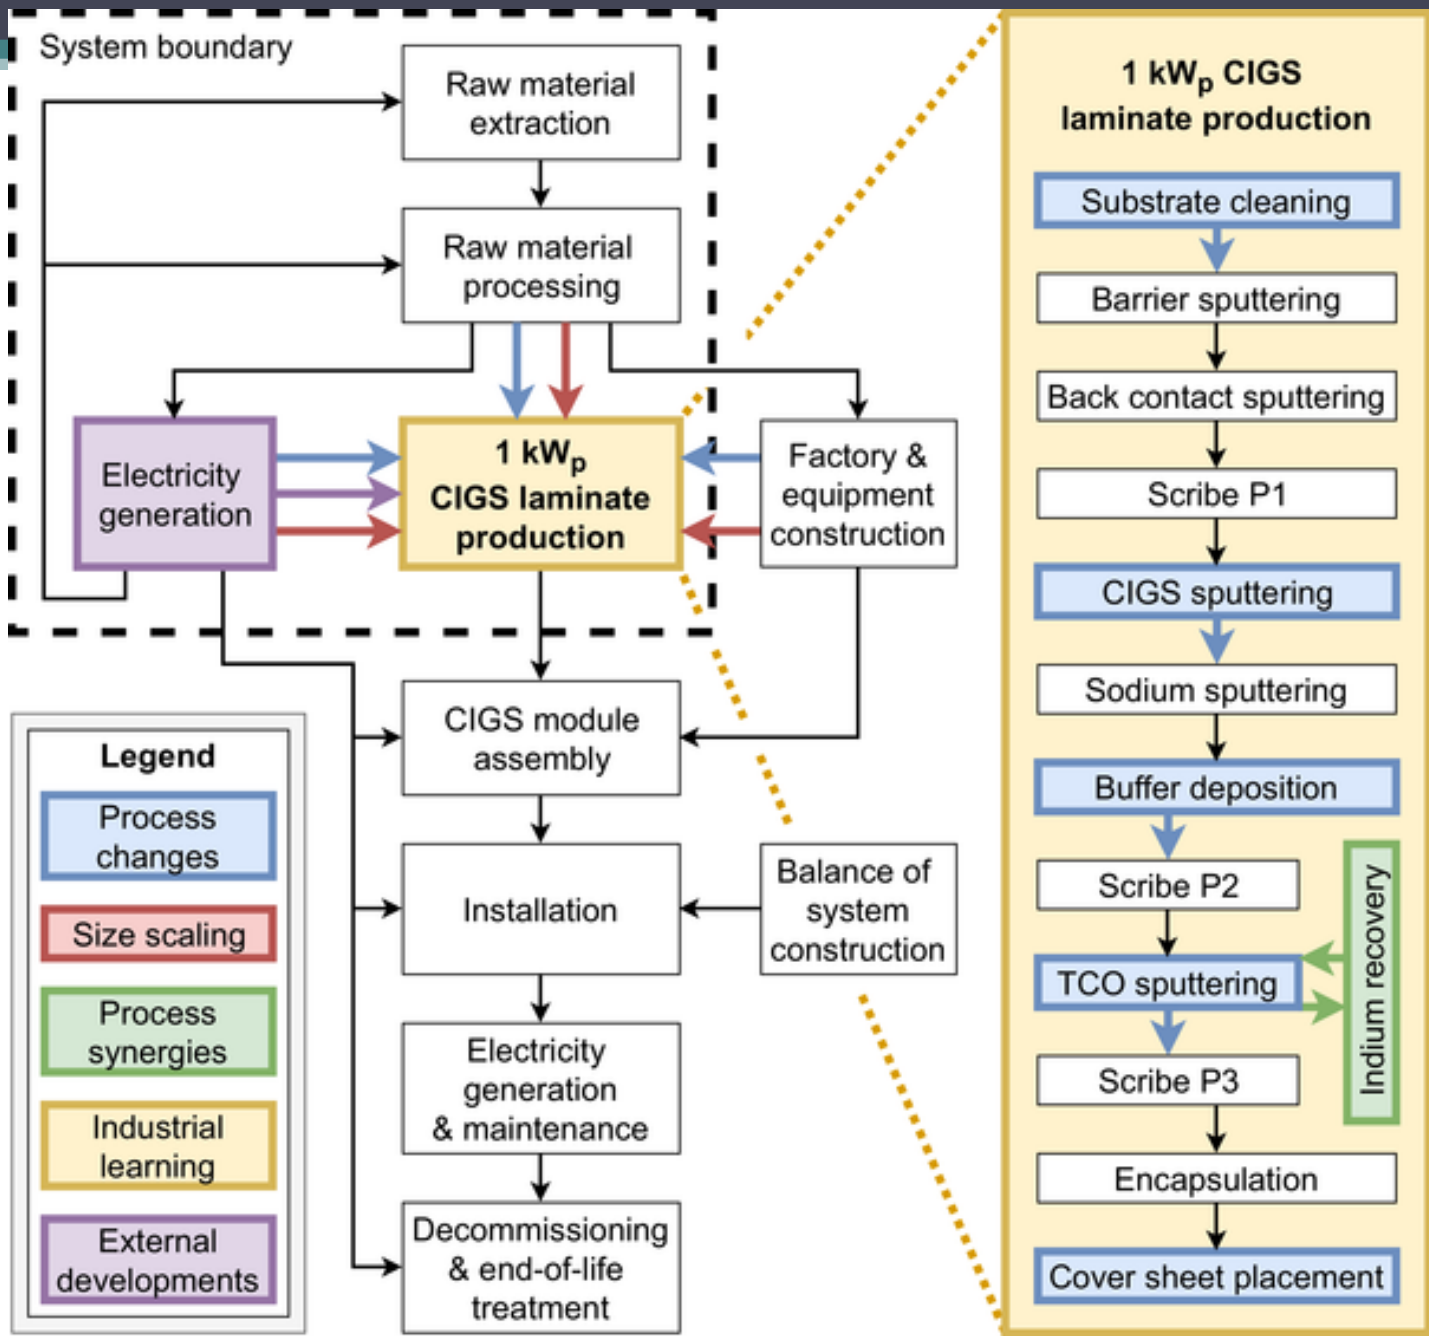 System boundary
Raw material
extraction
Raw material
processing
Electricity
generation
1 kWp
CIGS laminate
production
Factory &
equipment
construction
CIGS module
assembly
Installation
Balance of
system
construction
Electricity
generation
& maintenance
Decommissioning
& end-of-life
treatment
Legend
Process
changes
Size scaling
Process
synergies
Industrial
learning
External
developments
1 kWp CIGS
laminate production
Substrate cleaning
Barrier sputtering
Back contact sputtering
Scribe P1
CIGS sputtering
Sodium sputtering
Buffer deposition
Scribe P2
TCO sputtering
Indium recovery
Scribe P3
Encapsulation
Cover sheet placement